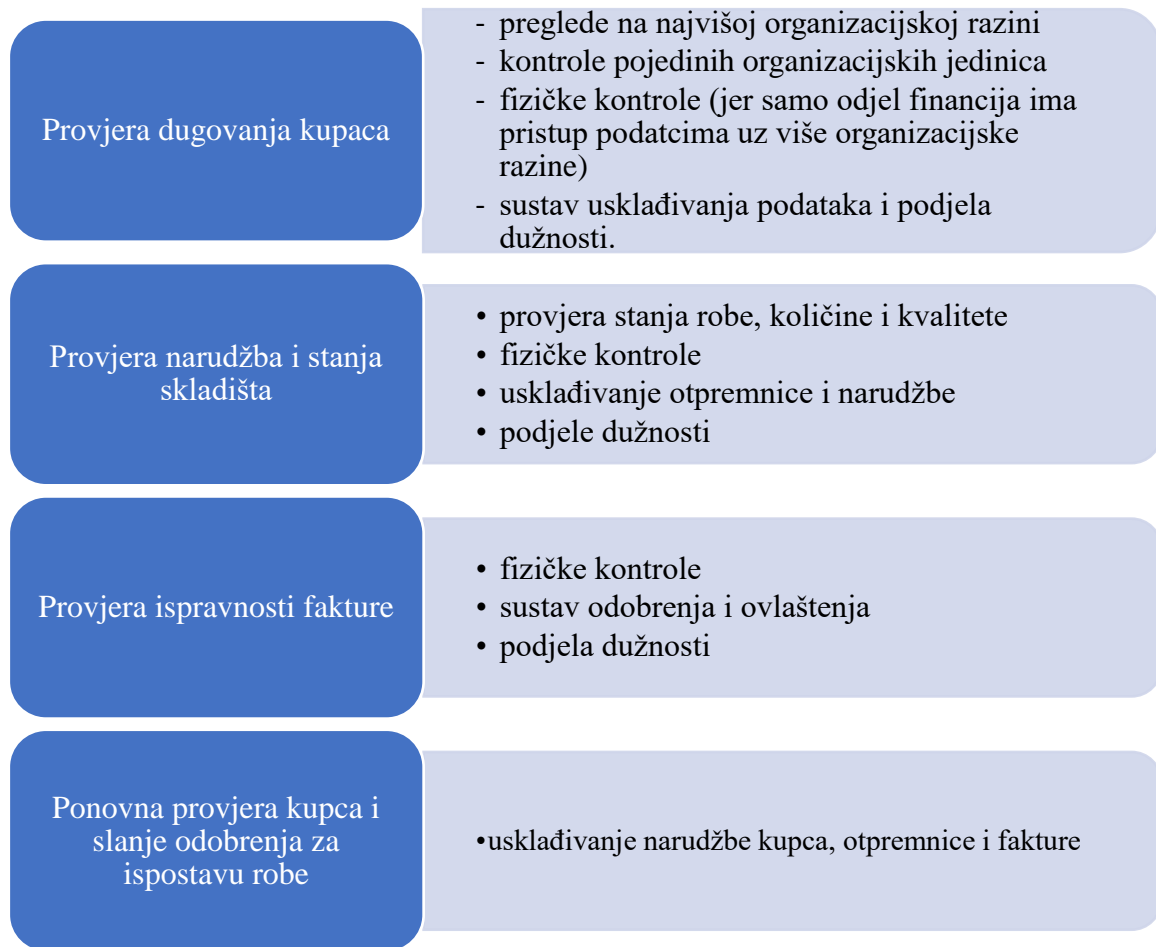 Provjera dugovanja kupaca
- preglede na najvišoj organizacijskoj razini
- kontrole pojedinih organizacijskih jedinica
- fizičke kontrole (jer samo odjel financija ima
pristup podatcima uz više organizacijske
razine)
- sustav usklađivanja podataka i podjela
dužnosti.
Provjera narudžba i stanja
skladišta
• provjera stanja robe, količine i kvalitete
• fizičke kontrole
• usklađivanje otpremnice i narudžbe
• podjele dužnosti
Provjera ispravnosti fakture
• fizičke kontrole
• sustav odobrenja i ovlaštenja
• podjela dužnosti
Ponovna provjera kupca i
slanje odobrenja za
ispostavu robe
•usklađivanje narudžbe kupca, otpremnice i fakture